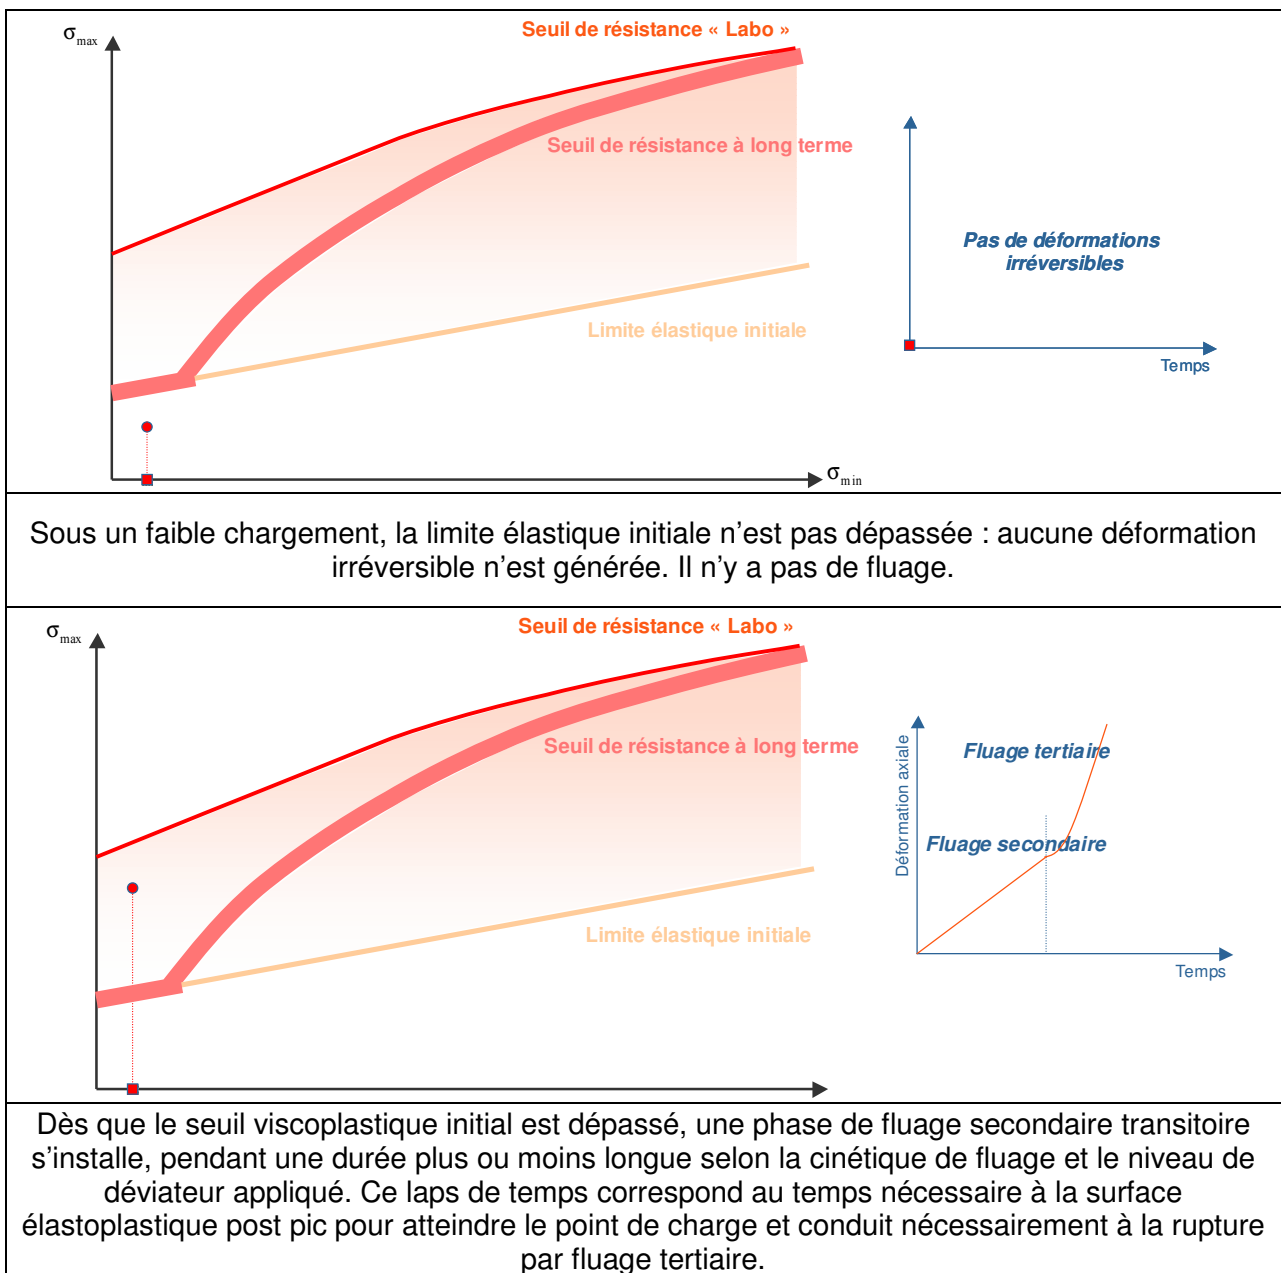 Seuil de résistance « Labo »
σmax
Seuil de résistance à long terme
Pas de déformations
irréversibles
Limite élastique initiale
Temps
σmin
Sous un faible chargement, la limite élastique initiale n’est pas dépassée : aucune déformation
irréversible n’est générée. Il n’y a pas de fluage.
Seuil de résistance « Labo »
σmax
Seuil de résistance à long terme
Déformation axiale
Fluage tertiaire
Fluage secondaire
Limite élastique initiale
Temps
Dès que le seuil viscoplastique initial est dépassé, une phase de fluage secondaire transitoire
s’installe, pendant une durée plus ou moins longue selon la cinétique de fluage et le niveau de
déviateur appliqué. Ce laps de temps correspond au temps nécessaire à la surface
élastoplastique post pic pour atteindre le point de charge et conduit nécessairement à la rupture
par fluage tertiaire.